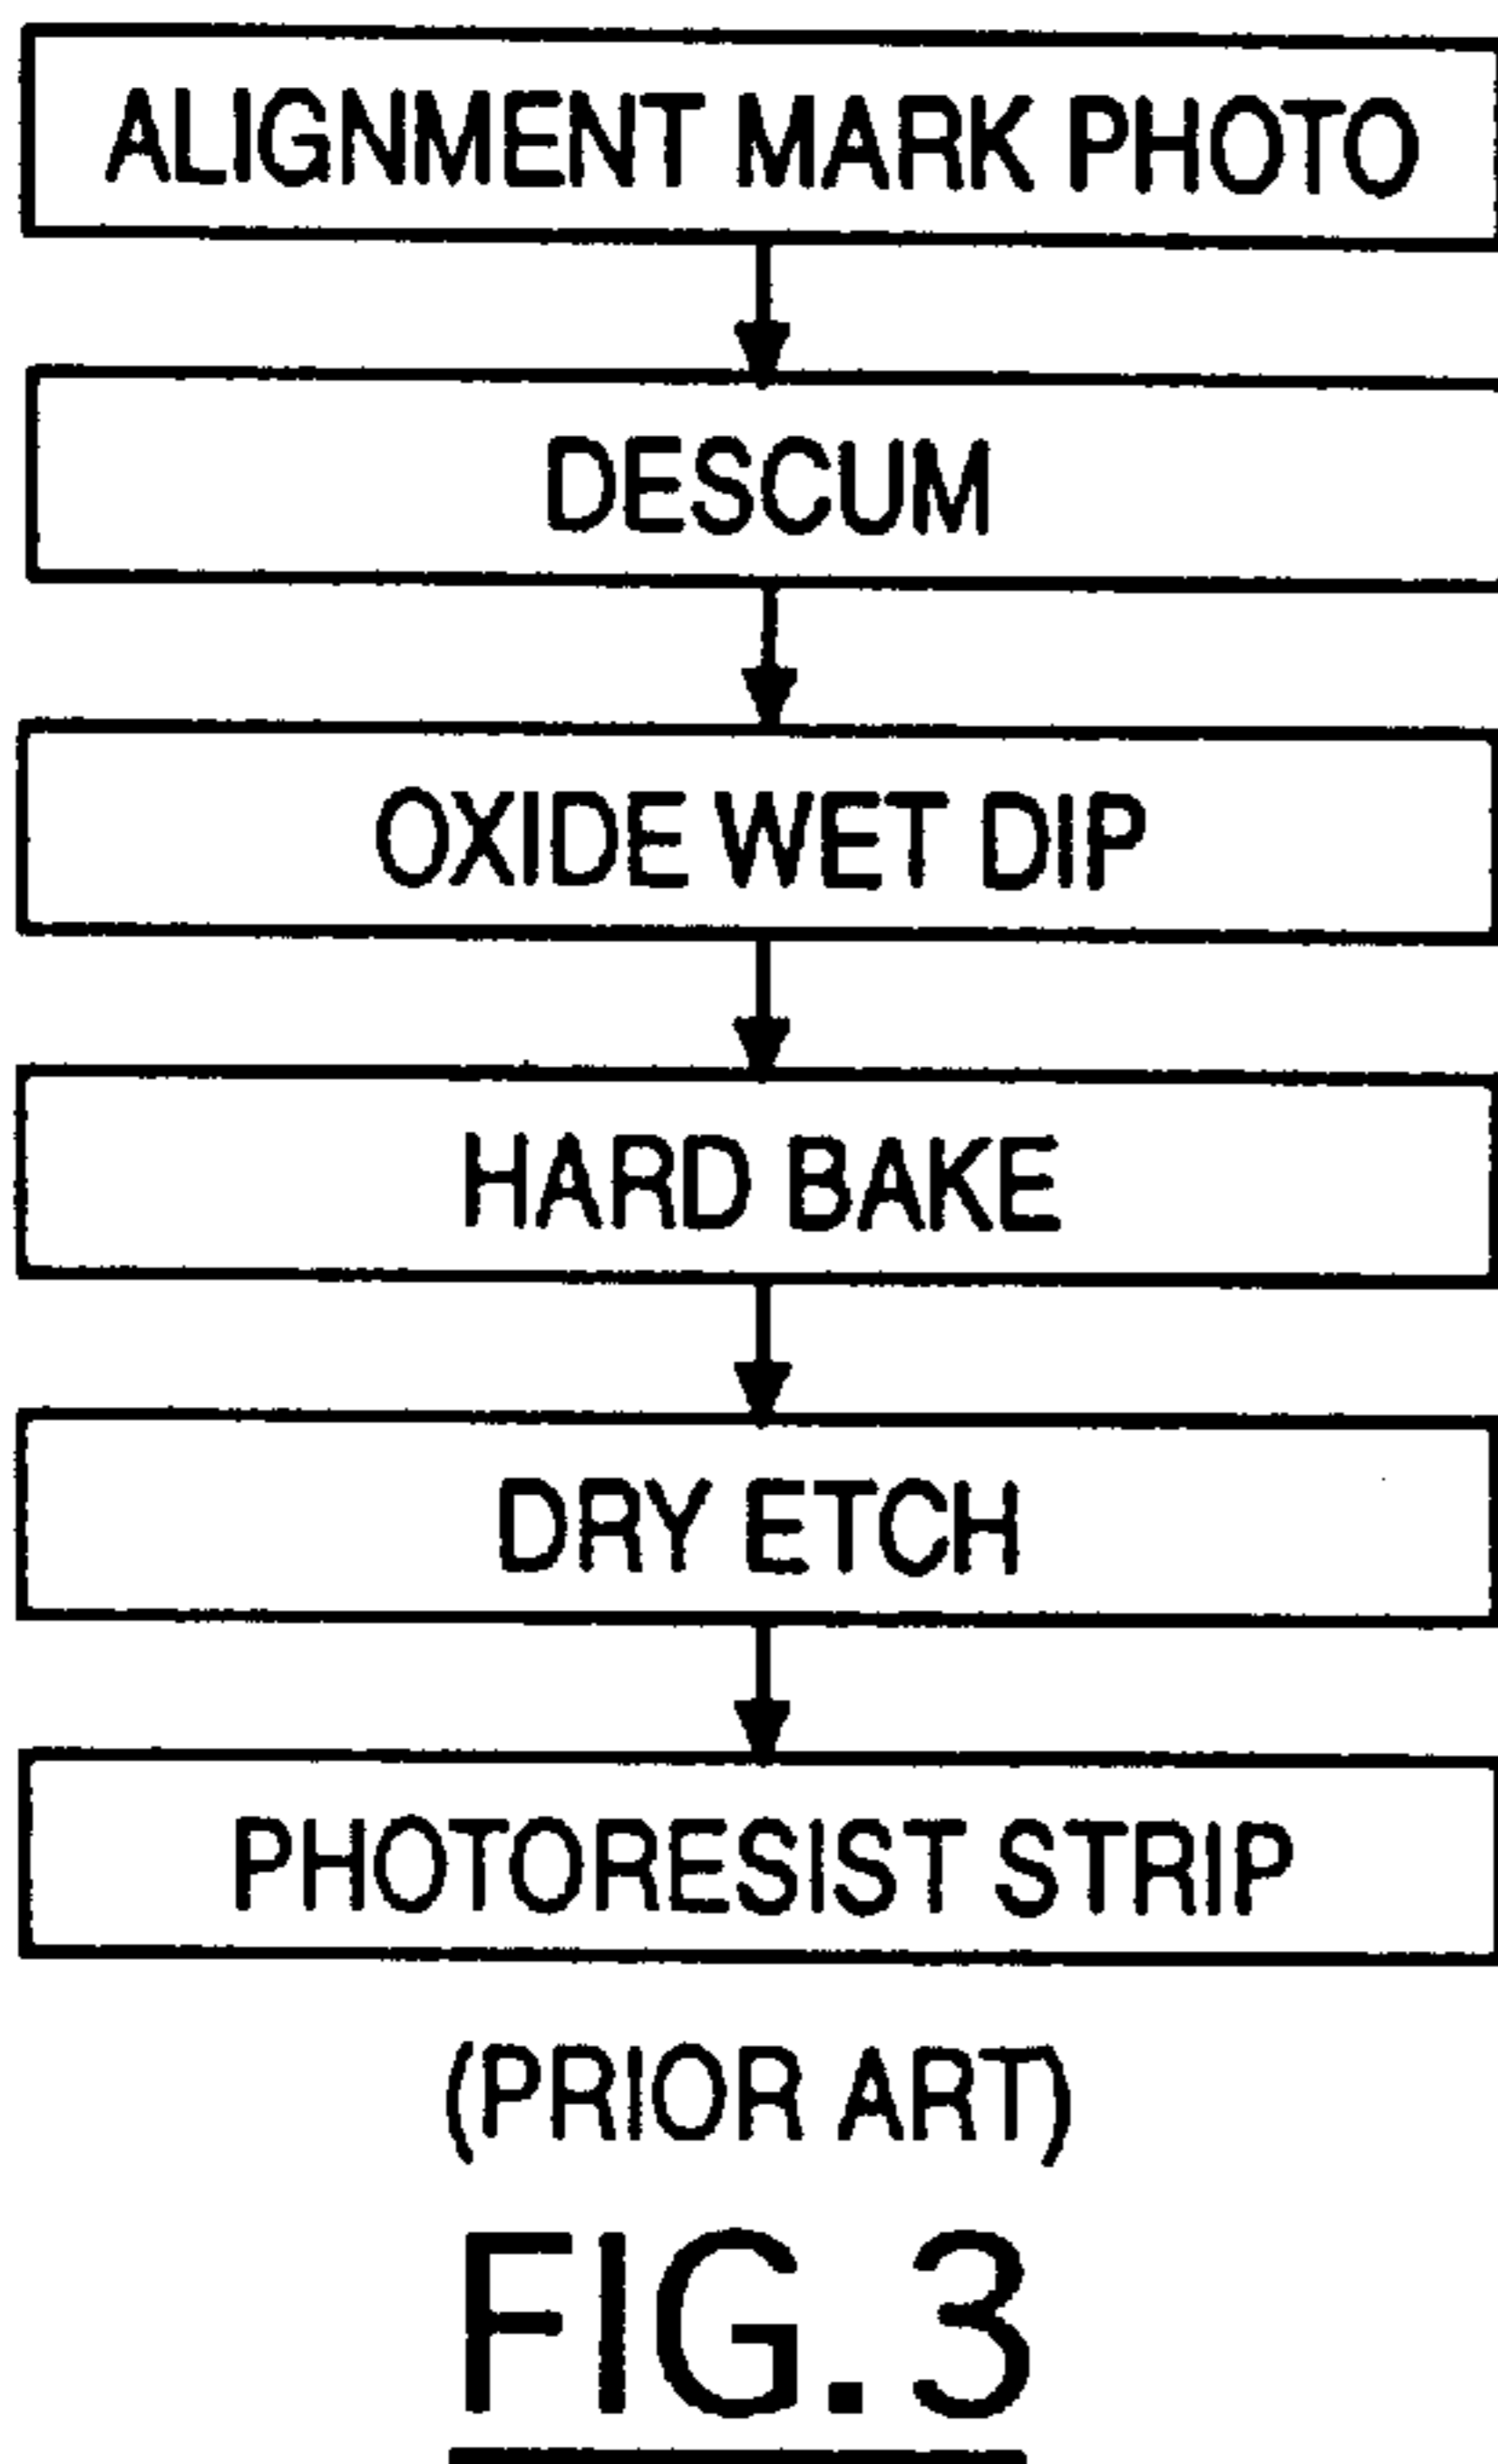 ALIGNMENT MARK PHOTO
DESCUM
OXIDE WET DIP
HARD BAKE
DRY ETCH
PHOTORESIST STRIP
(PRIOR ART)
FIG. 3